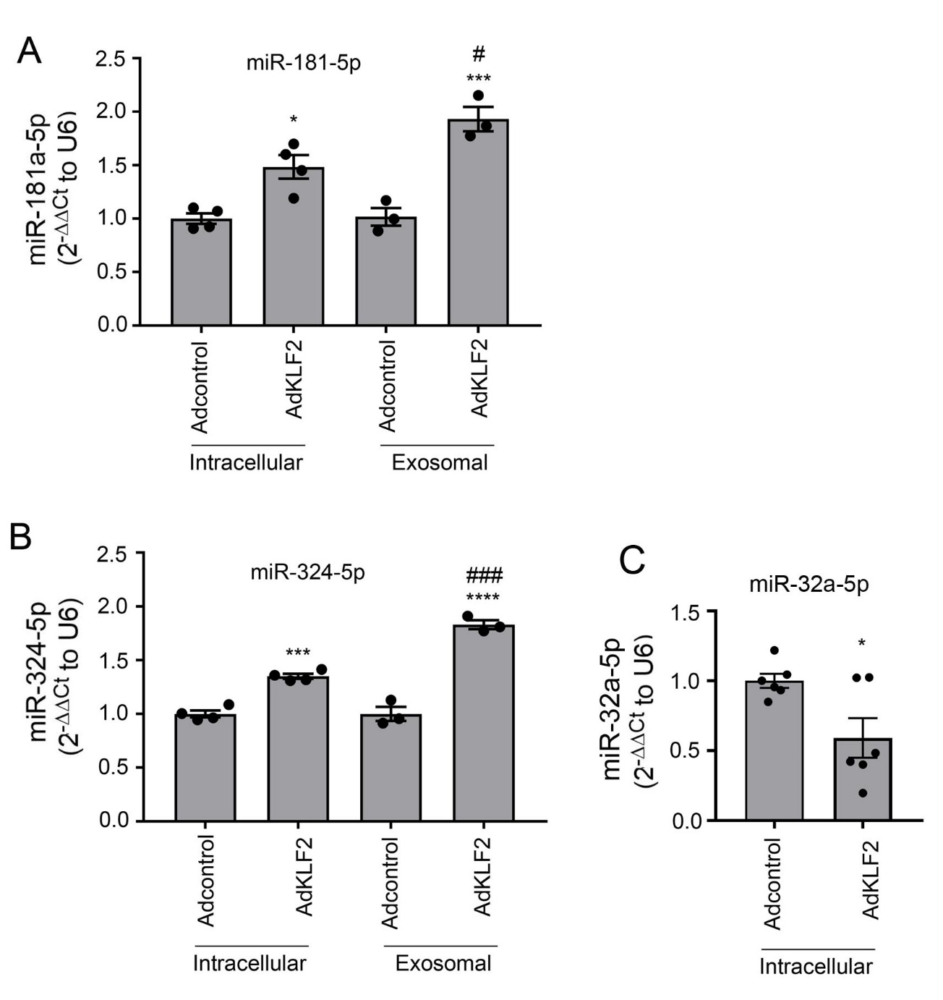 A
miR-181-5p
#
***
*
miR-181a-5p
(2-ΔΔCt to U6)
2.5
2.0
1.5
1.0
0.5
0.0
Adcontrol
AdKLF2
Adcontrol
AdKLF2
Intracellular
Exosomal
B
miR-324-5p
###
****
***
miR-324-5p
(2-ΔΔCt to U6)
2.5
2.0
1.5
1.0
0.5
0.0
Adcontrol
AdKLF2
Adcontrol
AdKLF2
Intracellular
Exosomal
C
miR-32a-5p
*
miR-32a-5p
(2-ΔΔCt to U6)
1.5
1.0
0.5
0.0
Adcontrol
AdKLF2
Intracellular